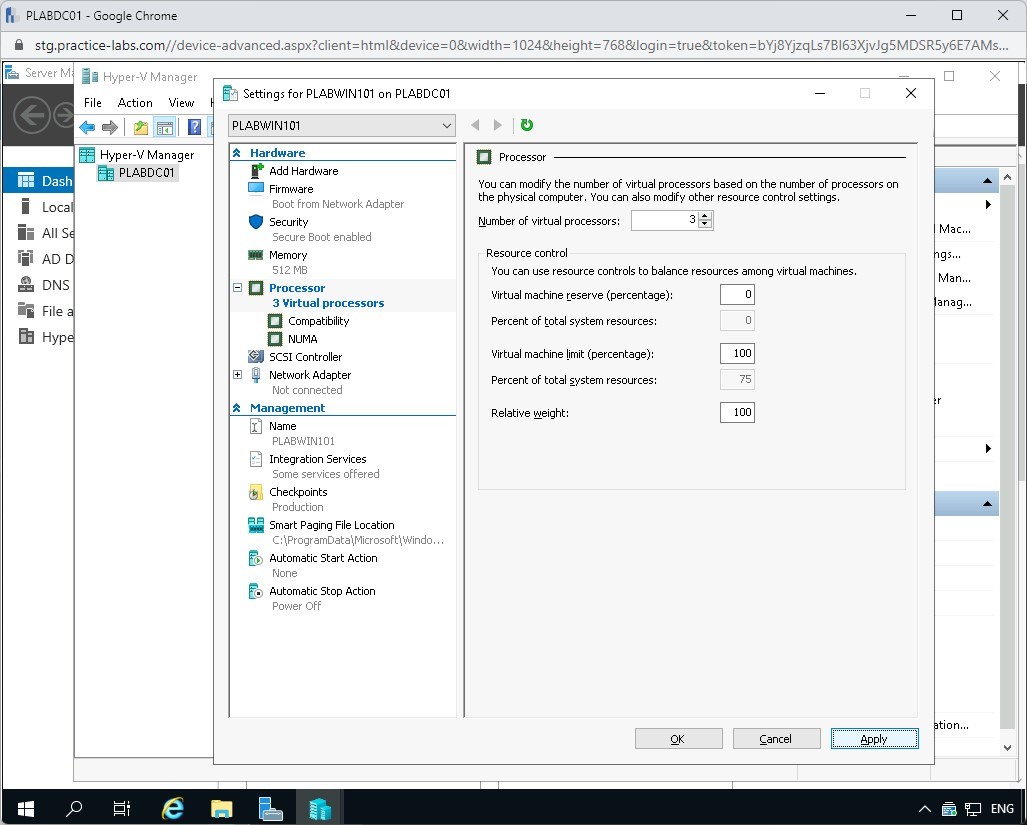 PLABDC01 - Google Chrome
stg.practice-labs.com//device-advanced.aspx?client=html&device=0&width=1024&height=768&login=true&token=bYj8YjzqLs7BI63XjvJg5MDSR5y6E7AMs...
Server Ma
Hyper-V Manager
File Action View
Hyper-V Manager
PLABDC01
Dash
Local
All Se
AD D
DNS
File a
Hype
Settings for PLABWIN101 on PLABDC01
PLABWIN101
Hardware
Add Hardware
Firmware
Boot from Network Adapter
Security
Secure Boot enabled
Memory
512 MB
Processor
3 Virtual processors
Compatibility
NUMA
SCSI Controller
Network Adapter
Not connected
Management
Name
PLABWIN101
Integration Services
Some services offered
Checkpoints
Production
Smart Paging File Location
C:\ProgramData\Microsoft\Windo...
Automatic Start Action
None
Automatic Stop Action
Power Off
Processor
You can modify the number of virtual processors based on the number of processors on
the physical computer. You can also modify other resource control settings.
Number of virtual processors: 3
Resource control
You can use resource controls to balance resources among virtual machines.
Virtual machine reserve (percentage): 0
Percent of total system resources: 0
Virtual machine limit (percentage): 100
Percent of total system resources: 75
Relative weight: 100
OK Cancel Apply
Mac...
ngs...
Man...
anag...
er
ation...
ENG